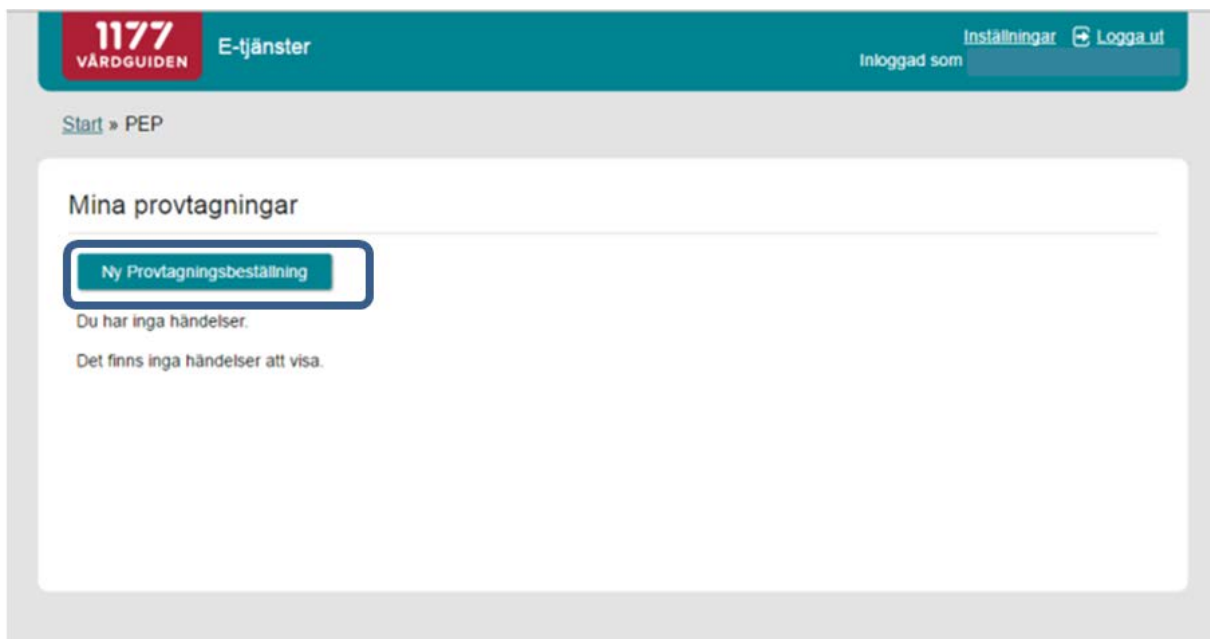 1177
VÅRDGUIDEN
E-tjänster
Inställningar Logga ut
Inloggad som
Start » PEP
Mina provtagningar
Ny Provtagningsbeställning
Du har inga händelser.
Det finns inga händelser att visa.